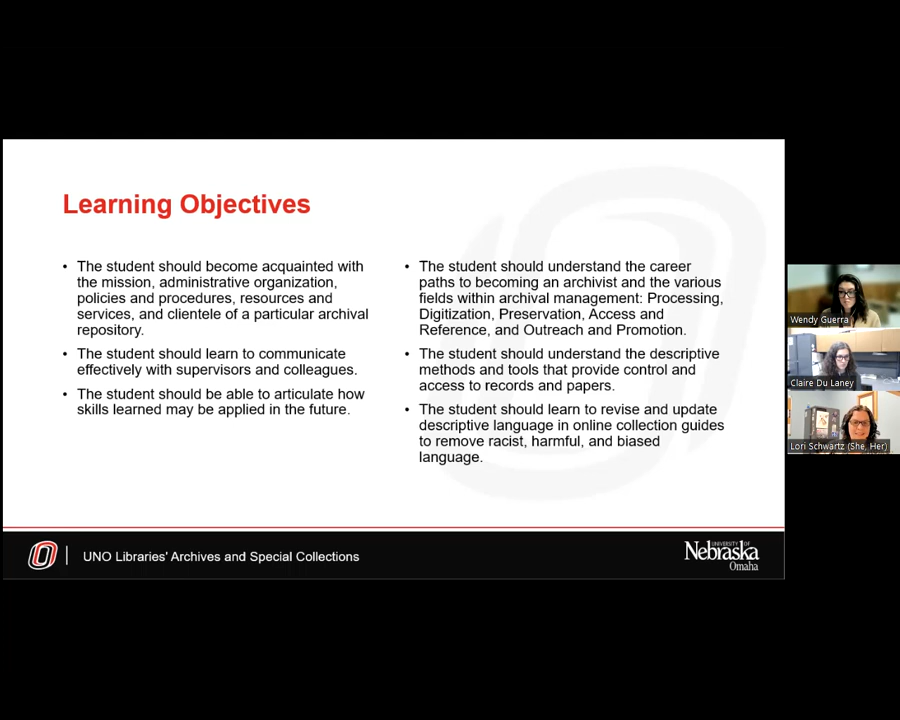 Learning Objectives
• The student should become acquainted with
the mission, administrative organization,
policies and procedures, resources and
services, and clientele of a particular archival
repository.
• The student should learn to communicate
effectively with supervisors and colleagues.
• The student should be able to articulate how
skills learned may be applied in the future.
• The student should understand the career
paths to becoming an archivist and the various
fields within archival management: Processing,
Digitization, Preservation, Access and
Reference, and Outreach and Promotion.
• The student should understand the descriptive
methods and tools that provide control and
access to records and papers.
• The student should learn to revise and update
descriptive language in online collection guides
to remove racist, harmful, and biased
language.
UNO Libraries' Archives and Special Collections
UNIVERSITY OF
Nebraska
Omaha
Wendy Guerra
Claire Du Laney
Lori Schwartz (She, Her)